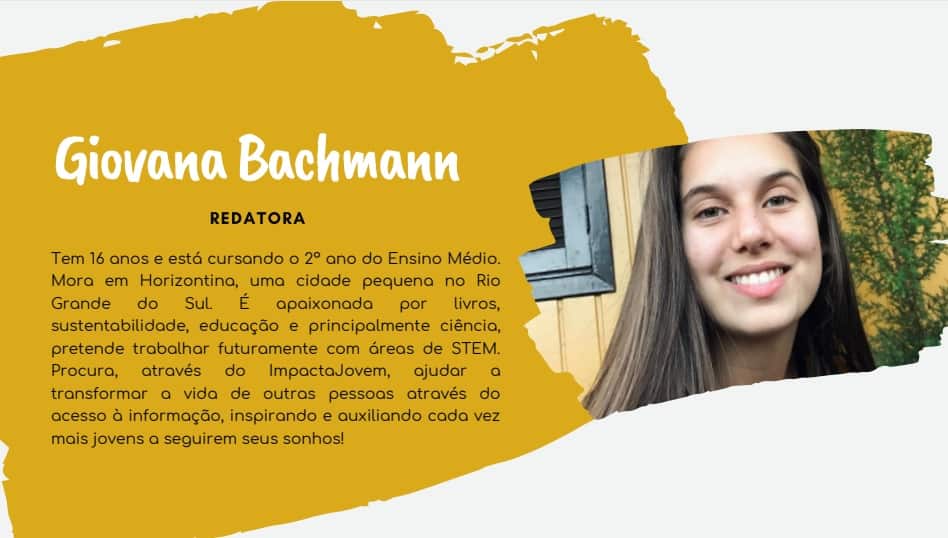 Giovana Bachmann
REDATORA
Tem 16 anos e está cursando o 2º ano do Ensino Médio.
Mora em Horizontina, uma cidade pequena no Rio
Grande do Sul. É apaixonada por livros,
sustentabilidade, educação e principalmente ciência,
pretende trabalhar futuramente com áreas de STEM.
Procura, através do ImpactaJovem, ajudar a
transformar a vida de outras pessoas através do
acesso à informação, inspirando e auxiliando cada vez
mais jovens a seguirem seus sonhos!